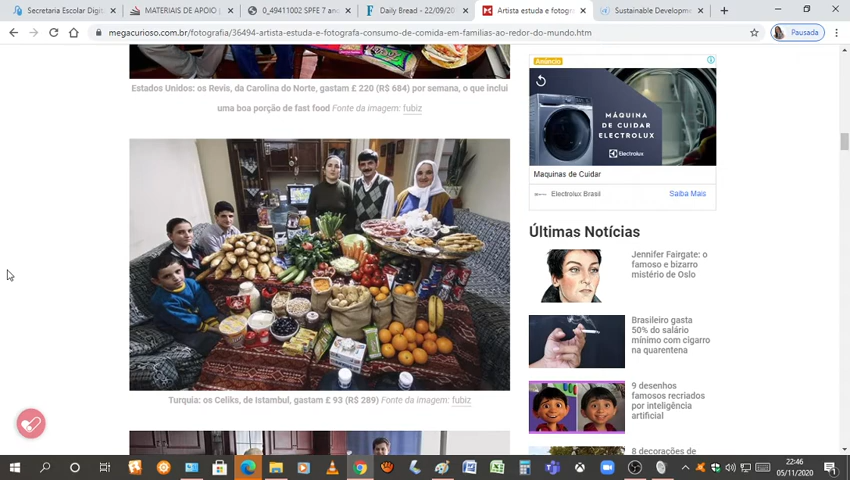 Secretaria Escolar Digit
MATERIAIS DE APOIO |
0_49411002 SPFE 7 ano
Daily Bread – 22/09/20
Artista estuda e fotogra
Sustainable Developme
megacurioso.com.br/fotografia/36494-artista-estuda-e-fotografa-consumo-de-comida-em-familias-ao-redor-do-mundo.htm
Pausada
Estados Unidos: os Revis, da Carolina do Norte, gastam £ 220 (R$ 684) por semana, o que inclui
uma boa porção de fast food Fonte da imagem: fubiz
Turquia: os Celiks, de Istambul, gastam £ 93 (R$ 289) Fonte da imagem: fubiz
Anúncio
MÁQUINA
DE CUIDAR
ELECTROLUX
Electrolux
Maquinas de Cuidar
Electrolux Brasil
Saiba Mais
Últimas Notícias
Jennifer Fairgate: o
famoso e bizarro
mistério de Oslo
Brasileiro gasta
50% do salário
mínimo com cigarro
na quarentena
9 desenhos
famosos recriados
por inteligência
artificial
8 decorações de
22:46
05/11/2020